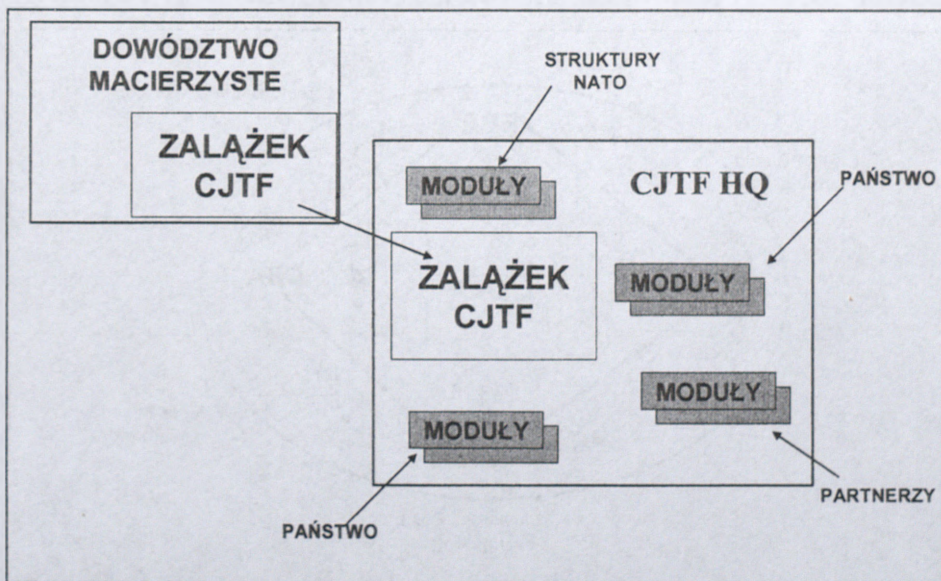 DOWÓDZTWO
MACIERZYSTE
ZALĄŻEK
CJTF
STRUKTURY
NATO
MODUŁY
CJTF HQ
PAŃSTWO
ZALĄŻEK
CJTF
MODUŁY
MODUŁY
MODUŁY
PARTNERZY
PAŃSTWO